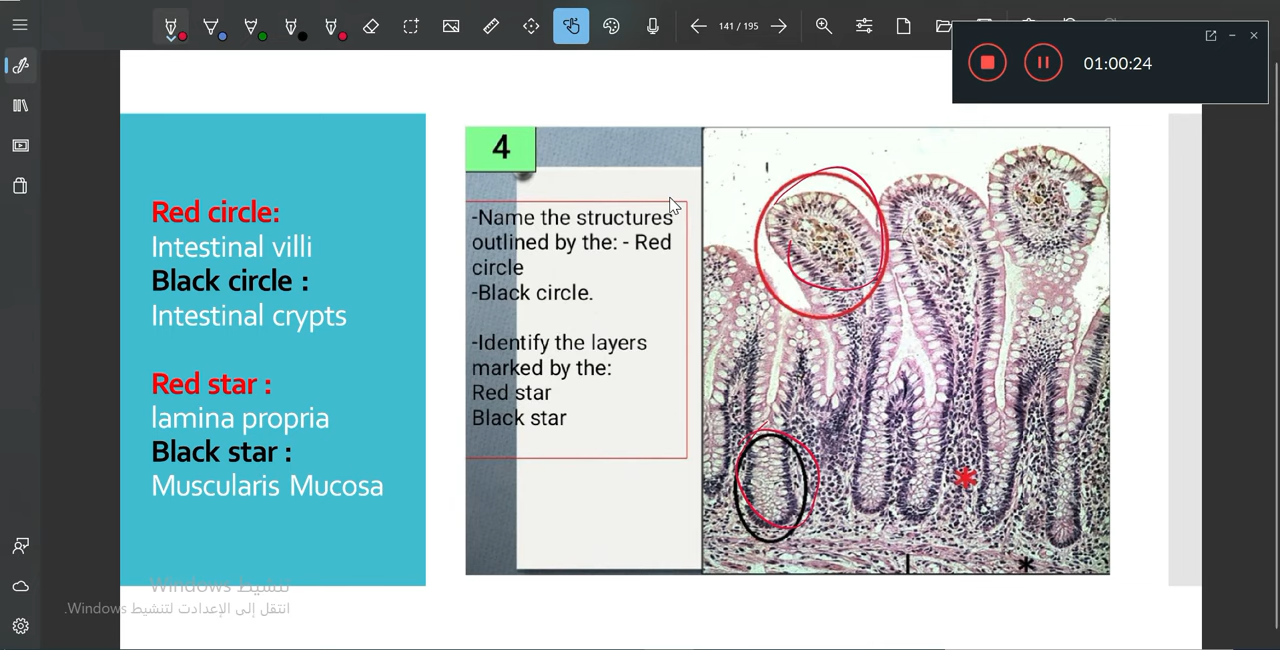 141 / 195
01:00:24
4
Red circle:
Intestinal villi
Black circle :
Intestinal crypts
Red star :
lamina propria
Black star :
Muscularis Mucosa
-Name the structures
outlined by the: - Red
circle
-Black circle.
-Identify the layers
marked by the:
Red star
Black star
تنشيط Windows
انتقل إلى الإعدادت لتنشيط Windows.